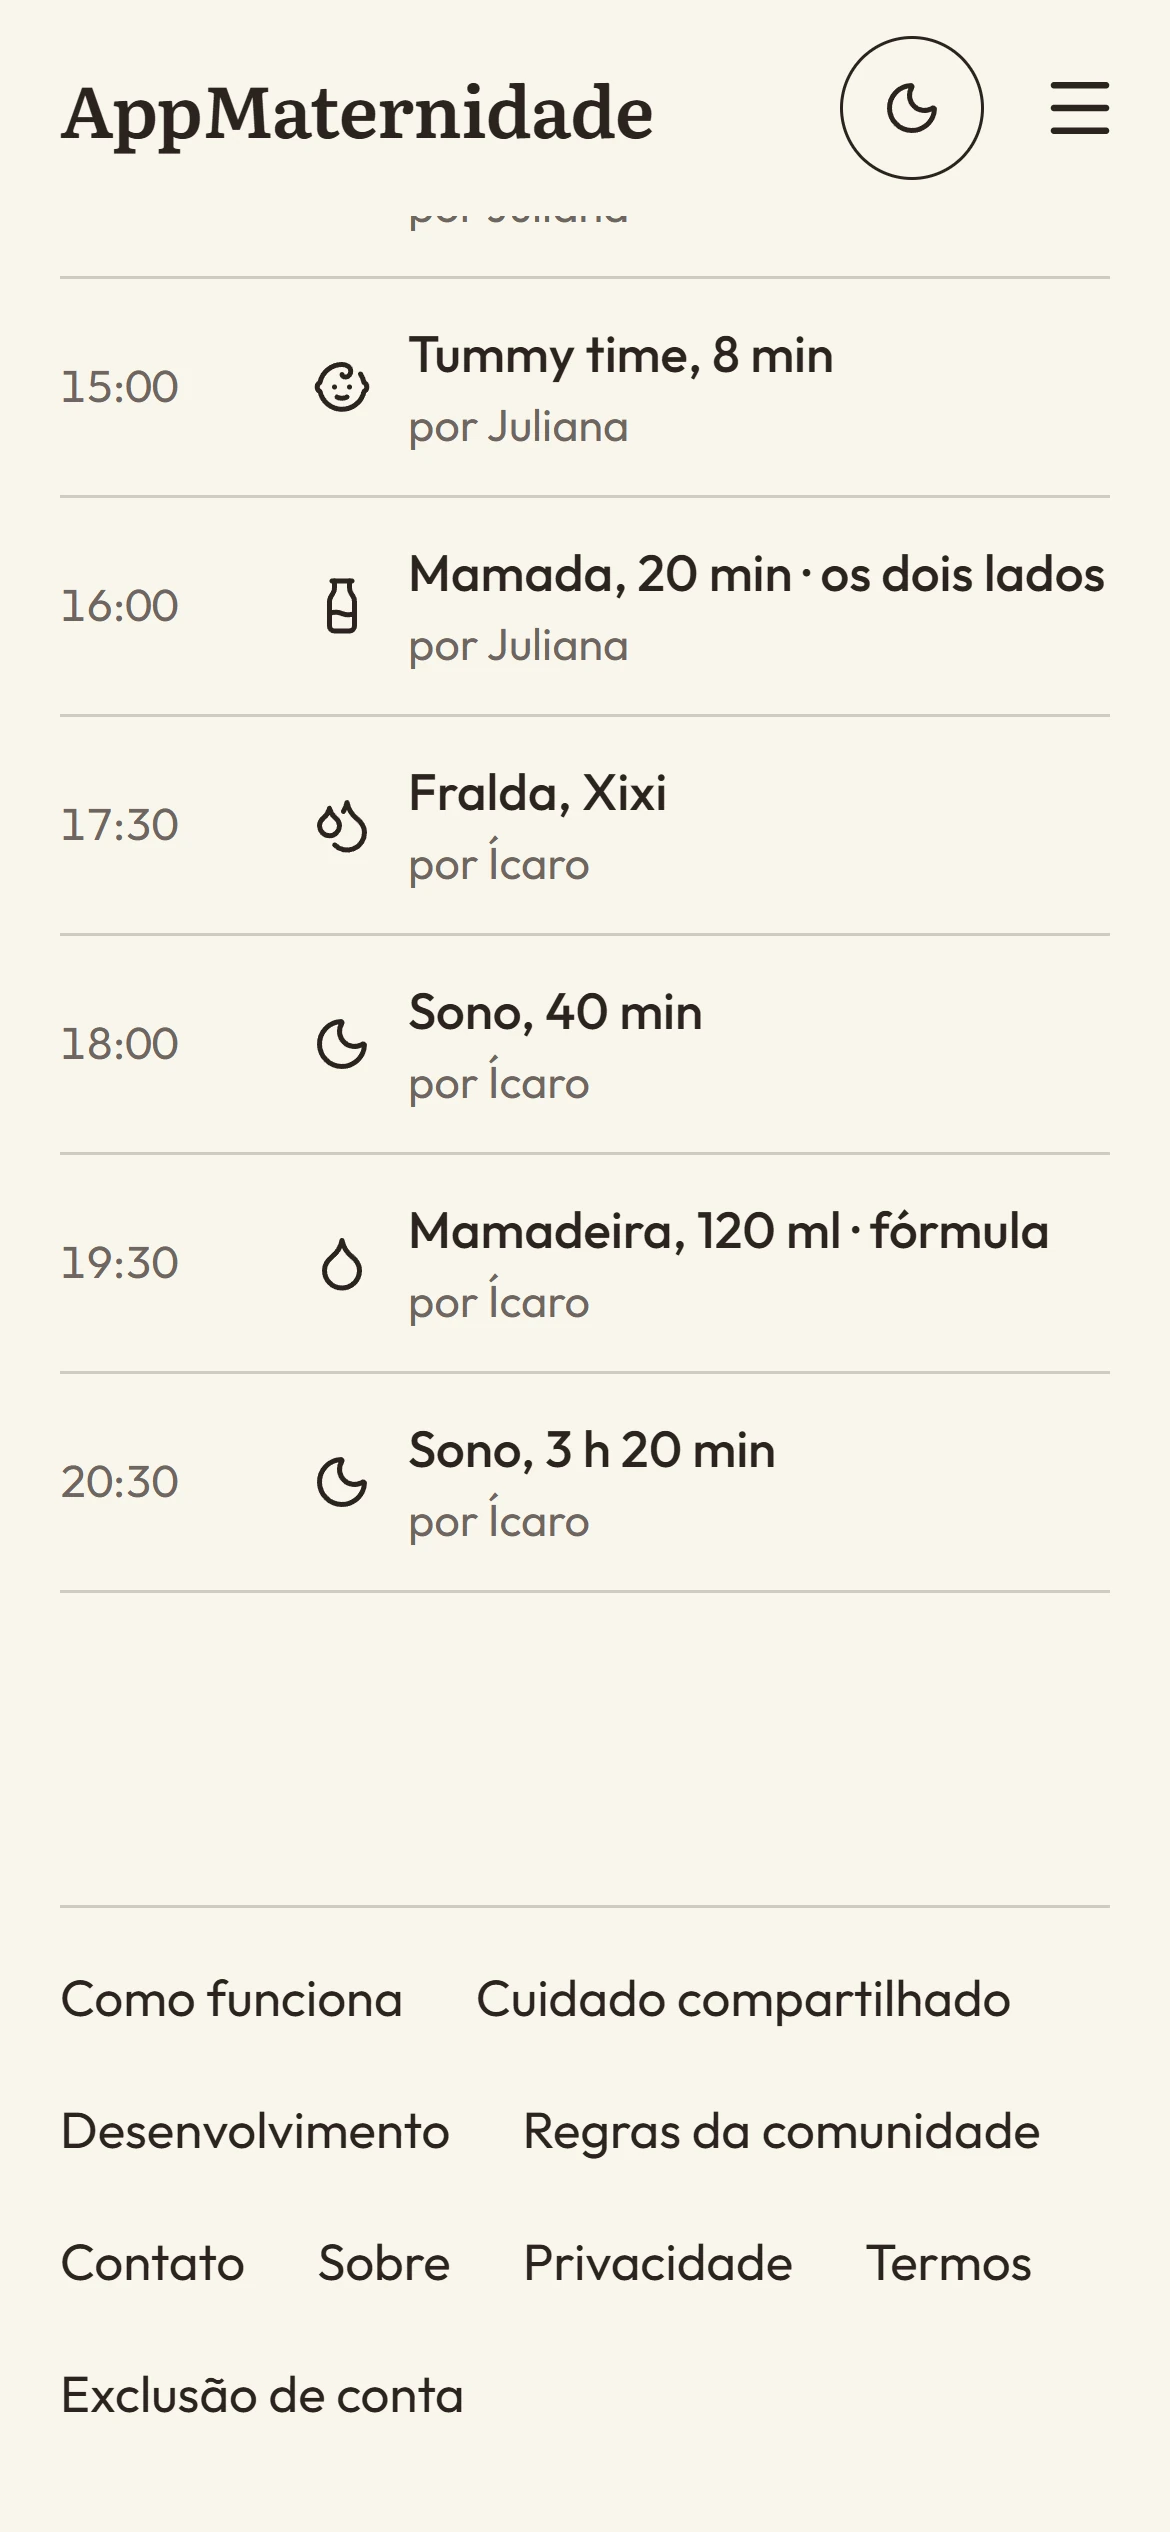 AppMaternidade
por Juliana
15:00
Tummy time, 8 min
por Juliana
16:00
Mamada, 20 min · os dois lados
por Juliana
17:30
Fralda, Xixi
por Ícaro
18:00
Sono, 40 min
por Ícaro
19:30
Mamadeira, 120 ml · fórmula
por Ícaro
20:30
Sono, 3 h 20 min
por Ícaro
Como funciona Cuidado compartilhado
Desenvolvimento Regras da comunidade
Contato Sobre Privacidade Termos
Exclusão de conta